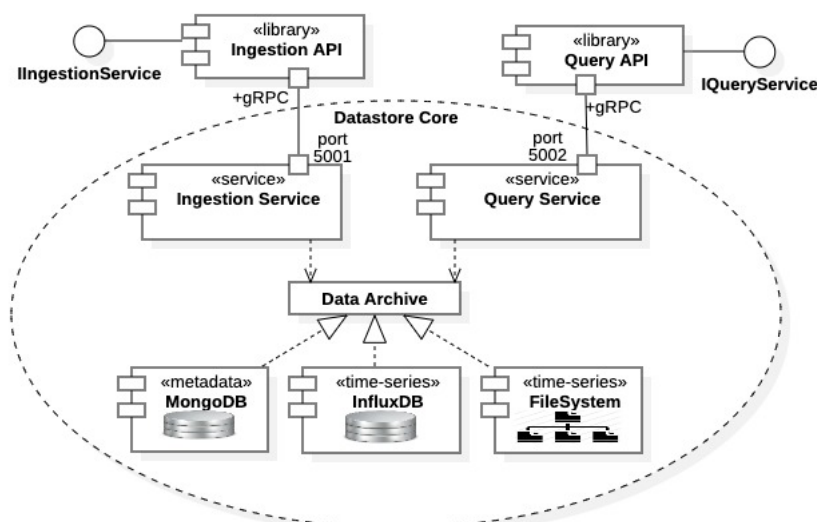 «library»
Ingestion API
IIngestionService
«library»
Query API
IQueryService
+gRPC
+gRPC
Datastore Core
port
5001
port
5002
«service»
Ingestion Service
«service»
Query Service
Data Archive
«metadata»
MongoDB
«time-series»
InfluxDB
«time-series»
FileSystem